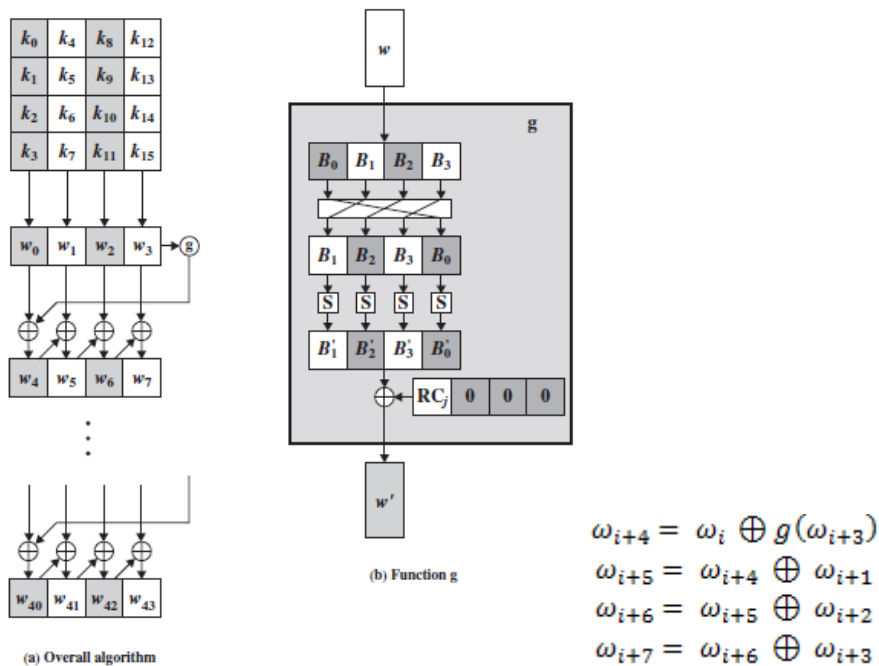 k₀ k₄ k₈ k₁₂
k₁ k₅ k₉ k₁₃
k₂ k₆ k₁₀ k₁₄
k₃ k₇ k₁₁ k₁₅
w₀ w₁ w₂ w₃ g
w₄ w₅ w₆ w₇
w₄₀ w₄₁ w₄₂ w₄₃
(a) Overall algorithm
w
g
B₀ B₁ B₂ B₃
B₁ B₂ B₃ B₀
S S S S
B′₁ B′₂ B′₃ B′₀
RCⱼ 0 0 0
w′
(b) Function g
ωᵢ₊₄ = ωᵢ ⊕ g(ωᵢ₊₃)
ωᵢ₊₅ = ωᵢ₊₄ ⊕ ωᵢ₊₁
ωᵢ₊₆ = ωᵢ₊₅ ⊕ ωᵢ₊₂
ωᵢ₊₇ = ωᵢ₊₆ ⊕ ωᵢ₊₃